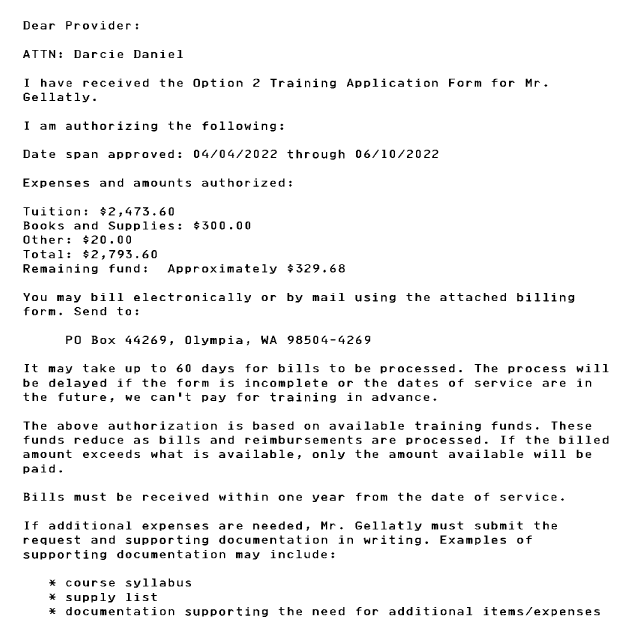 Dear Provider:
ATTN: Darcie Daniel
I have received the Option 2 Training Application Form for Mr.
Gellatly.
I am authorizing the following:
Date span approved: 04/04/2022 through 06/10/2022
Expenses and amounts authorized:
Tuition: $2,473.60
Books and Supplies: $300.00
Other: $20.00
Total: $2,793.60
Remaining fund:  Approximately $329.68
You may bill electronically or by mail using the attached billing
form. Send to:
PO Box 44269, Olympia, WA 98504-4269
It may take up to 60 days for bills to be processed. The process will
be delayed if the form is incomplete or the dates of service are in
the future, we can't pay for training in advance.
The above authorization is based on available training funds. These
funds reduce as bills and reimbursements are processed. If the billed
amount exceeds what is available, only the amount available will be
paid.
Bills must be received within one year from the date of service.
If additional expenses are needed, Mr. Gellatly must submit the
request and supporting documentation in writing. Examples of
supporting documentation may include:
* course syllabus
* supply list
* documentation supporting the need for additional items/expenses